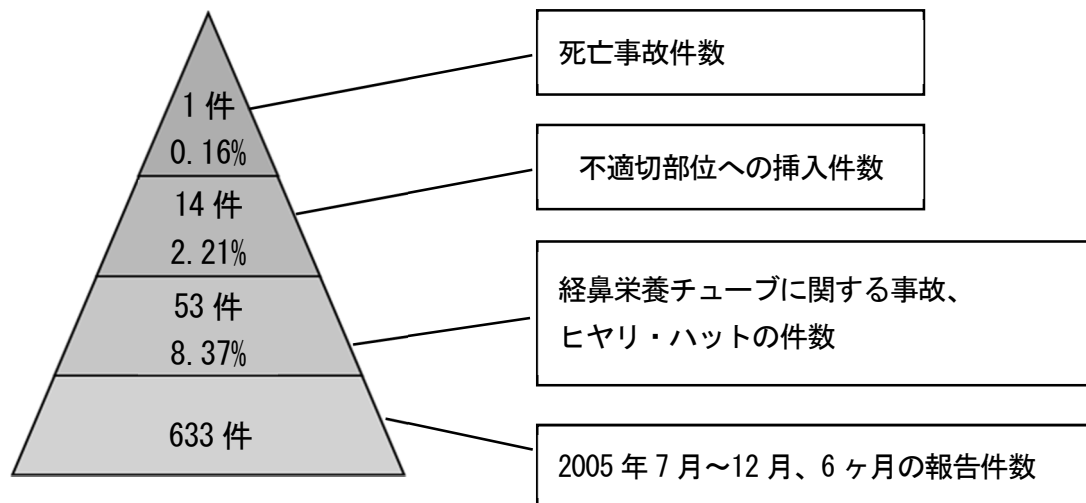 死亡事故件数
1件
0.16%
不適切部位への挿入件数
14件
2.21%
経鼻栄養チューブに関する事故、
ヒヤリ・ハットの件数
53件
8.37%
633件
2005年7月～12月、6ヶ月の報告件数